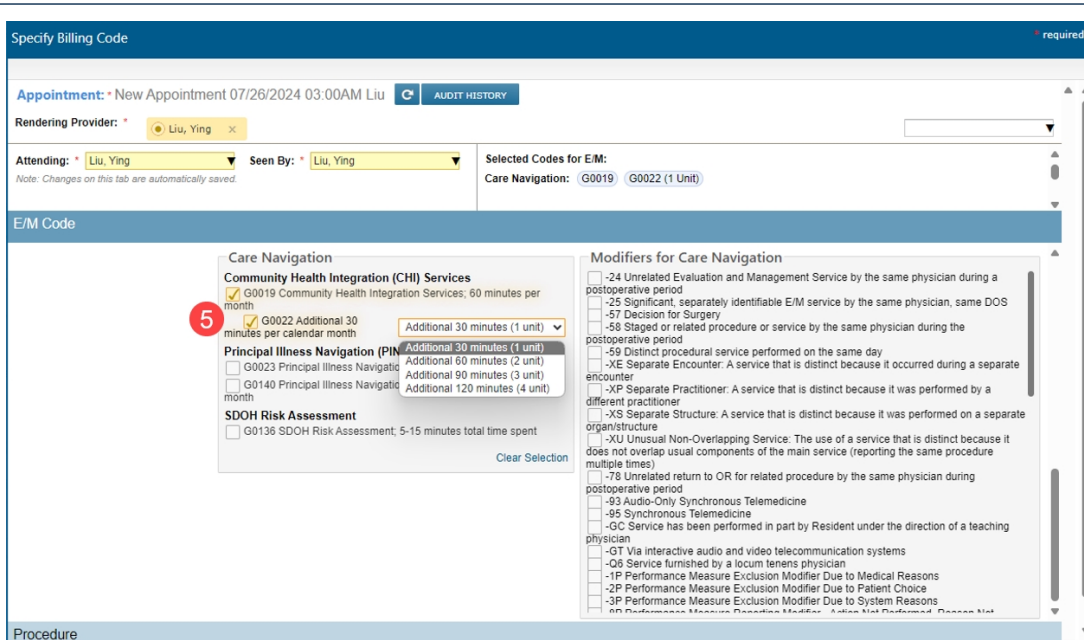 Specify Billing Code
* required
Appointment: * New Appointment 07/26/2024 03:00AM Liu
AUDIT HISTORY
Rendering Provider: *
Liu, Ying ×
Attending: * Liu, Ying
Seen By: * Liu, Ying
Note: Changes on this tab are automatically saved.
Selected Codes for E/M:
Care Navigation: G0019 G0022 (1 Unit)
E/M Code
Care Navigation
Community Health Integration (CHI) Services
G0019 Community Health Integration Services; 60 minutes per
month
5
G0022 Additional 30
minutes per calendar month
Additional 30 minutes (1 unit)
Additional 30 minutes (1 unit)
Additional 60 minutes (2 unit)
Additional 90 minutes (3 unit)
Additional 120 minutes (4 unit)
Principal Illness Navigation (PIN
G0023 Principal Illness Navigatio
G0140 Principal Illness Navigatio
month
SDOH Risk Assessment
G0136 SDOH Risk Assessment; 5-15 minutes total time spent
Clear Selection
Modifiers for Care Navigation
-24 Unrelated Evaluation and Management Service by the same physician during a
postoperative period
-25 Significant, separately identifiable E/M service by the same physician, same DOS
-57 Decision for Surgery
-58 Staged or related procedure or service by the same physician during the
postoperative period
-59 Distinct procedural service performed on the same day
-XE Separate Encounter: A service that is distinct because it occurred during a separate
encounter
-XP Separate Practitioner: A service that is distinct because it was performed by a
different practitioner
-XS Separate Structure: A service that is distinct because it was performed on a separate
organ/structure
-XU Unusual Non-Overlapping Service: The use of a service that is distinct because it
does not overlap usual components of the main service (reporting the same procedure
multiple times)
-78 Unrelated return to OR for related procedure by the same physician during
postoperative period
-93 Audio-Only Synchronous Telemedicine
-95 Synchronous Telemedicine
-GC Service has been performed in part by Resident under the direction of a teaching
physician
-GT Via interactive audio and video telecommunication systems
-Q6 Service furnished by a locum tenens physician
-1P Performance Measure Exclusion Modifier Due to Medical Reasons
-2P Performance Measure Exclusion Modifier Due to Patient Choice
-3P Performance Measure Exclusion Modifier Due to System Reasons
-8P Performance Measure Reporting Modifier - Action Not Performed, Reason Not
Procedure